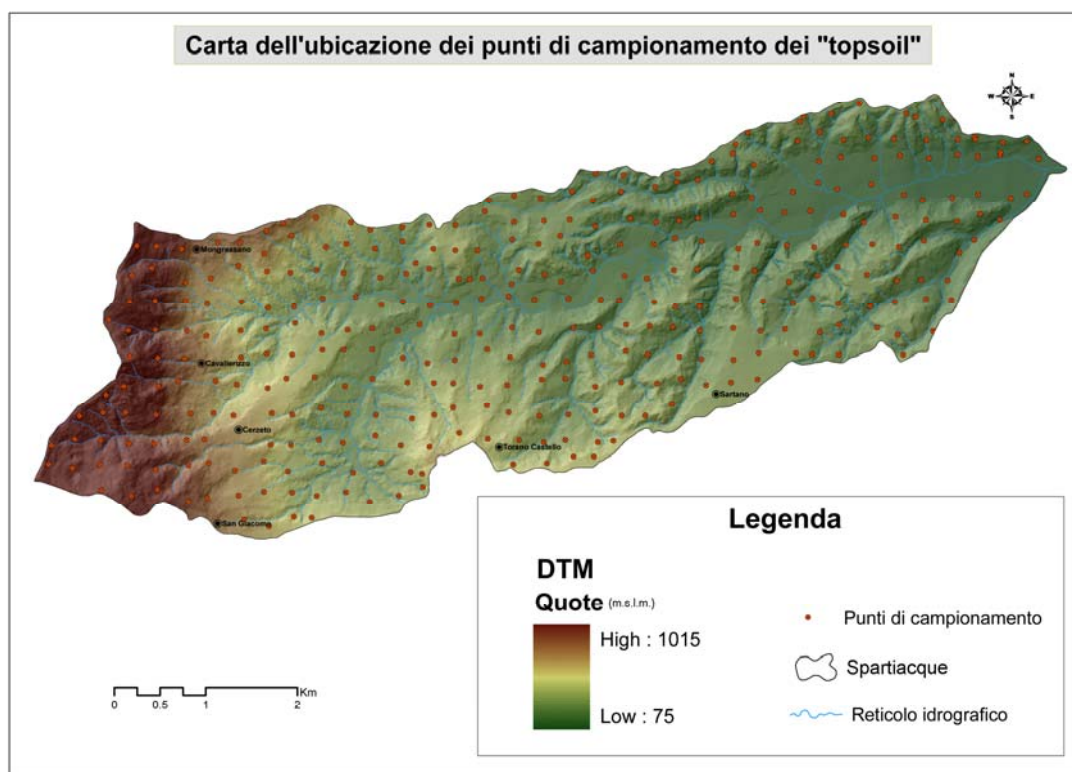 Carta dell'ubicazione dei punti di campionamento dei "topsoil"
N
W E
S
Mongrassano
Cavallerizzo
Sartano
Cerzeto
Torano Castello
San Giacomo
Legenda
DTM
Quote (m.s.l.m.)
High : 1015
Low : 75
Punti di campionamento
Spartiacque
Reticolo idrografico
Km
0 0.5 1 2